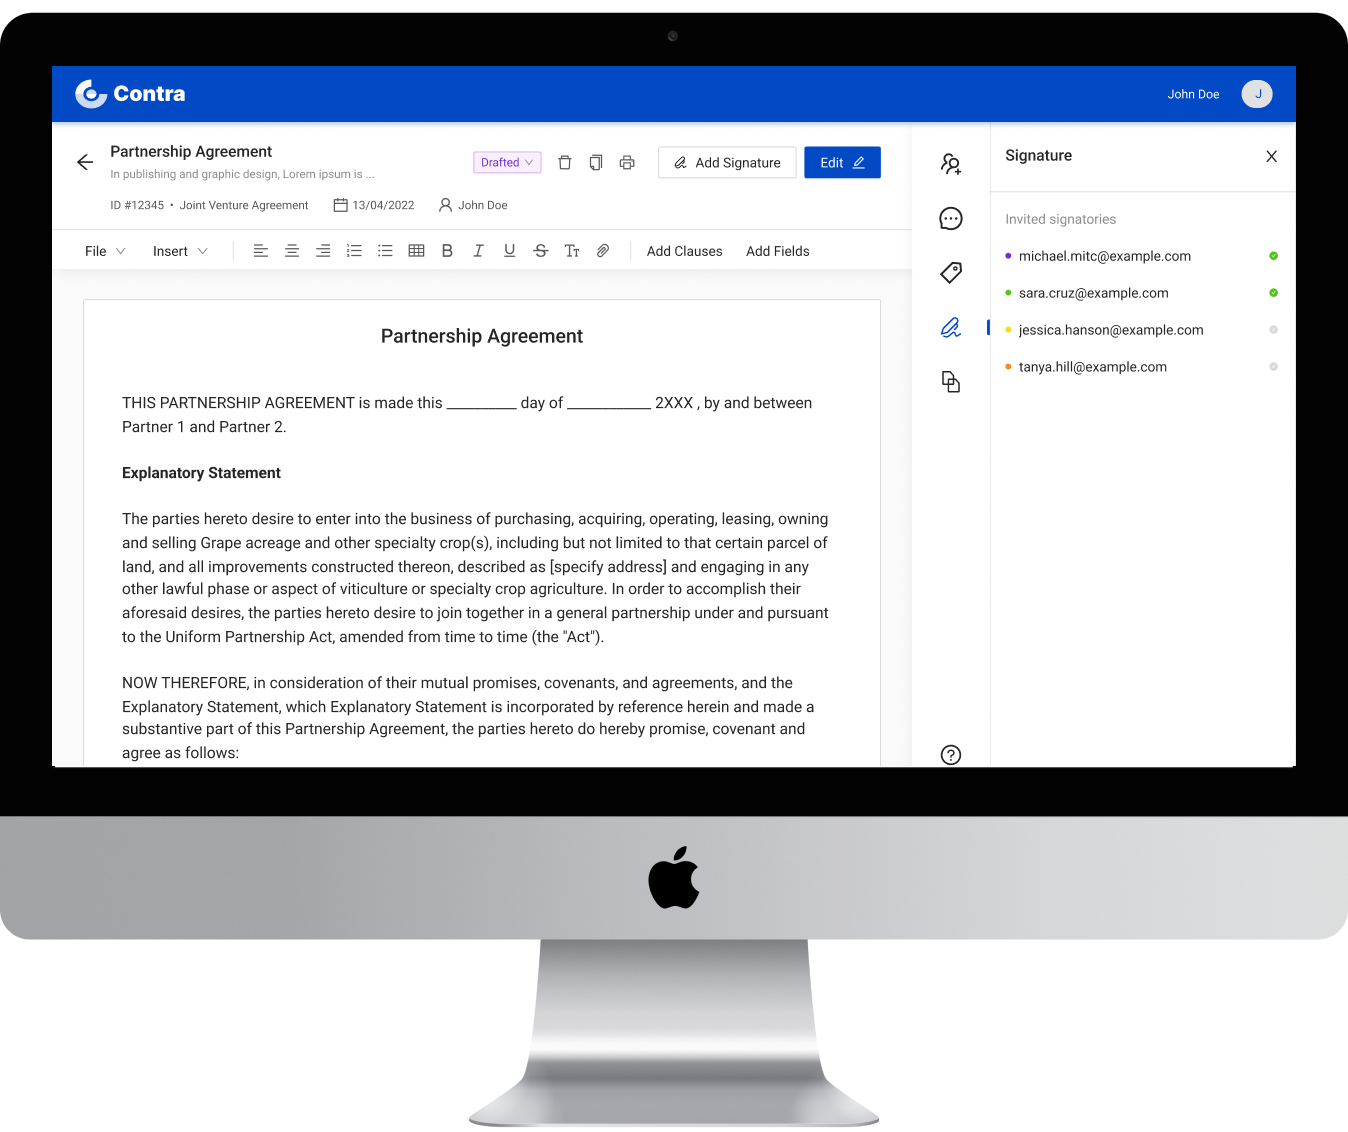 Contra
John Doe
J
Partnership Agreement
In publishing and graphic design, Lorem ipsum is ...
Drafted
Add Signature
Edit
ID #12345 • Joint Venture Agreement
13/04/2022
John Doe
File
Insert
B I U S Tт
Add Clauses
Add Fields
Partnership Agreement
THIS PARTNERSHIP AGREEMENT is made this _________ day of ___________ 2XXX , by and between
Partner 1 and Partner 2.
Explanatory Statement
The parties hereto desire to enter into the business of purchasing, acquiring, operating, leasing, owning
and selling Grape acreage and other specialty crop(s), including but not limited to that certain parcel of
land, and all improvements constructed thereon, described as [specify address] and engaging in any
other lawful phase or aspect of viticulture or specialty crop agriculture. In order to accomplish their
aforesaid desires, the parties hereto desire to join together in a general partnership under and pursuant
to the Uniform Partnership Act, amended from time to time (the "Act").
NOW THEREFORE, in consideration of their mutual promises, covenants, and agreements, and the
Explanatory Statement, which Explanatory Statement is incorporated by reference herein and made a
substantive part of this Partnership Agreement, the parties hereto do hereby promise, covenant and
agree as follows:
Signature
Invited signatories
michael.mitc@example.com
sara.cruz@example.com
jessica.hanson@example.com
tanya.hill@example.com